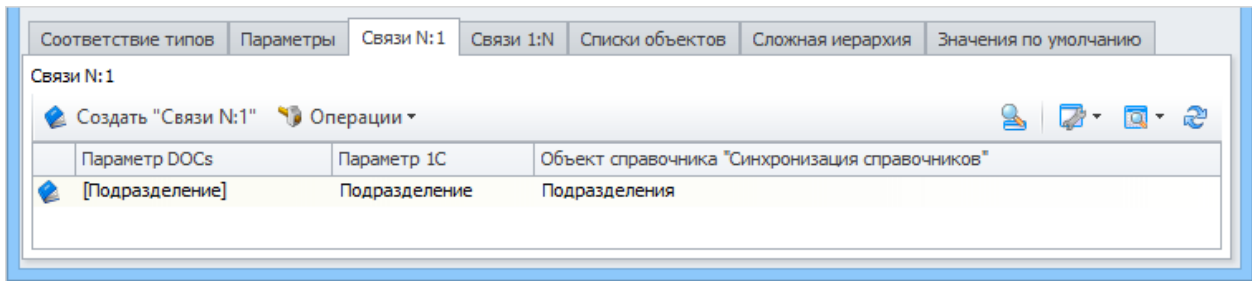 Соответствие типов Параметры Связи N:1 Связи 1:N Списки объектов Сложная иерархия Значения по умолчанию
Связи N:1
Создать "Связи N:1" Операции
Параметр DOCs Параметр 1С Объект справочника "Синхронизация справочников"
[Подразделение] Подразделение Подразделения